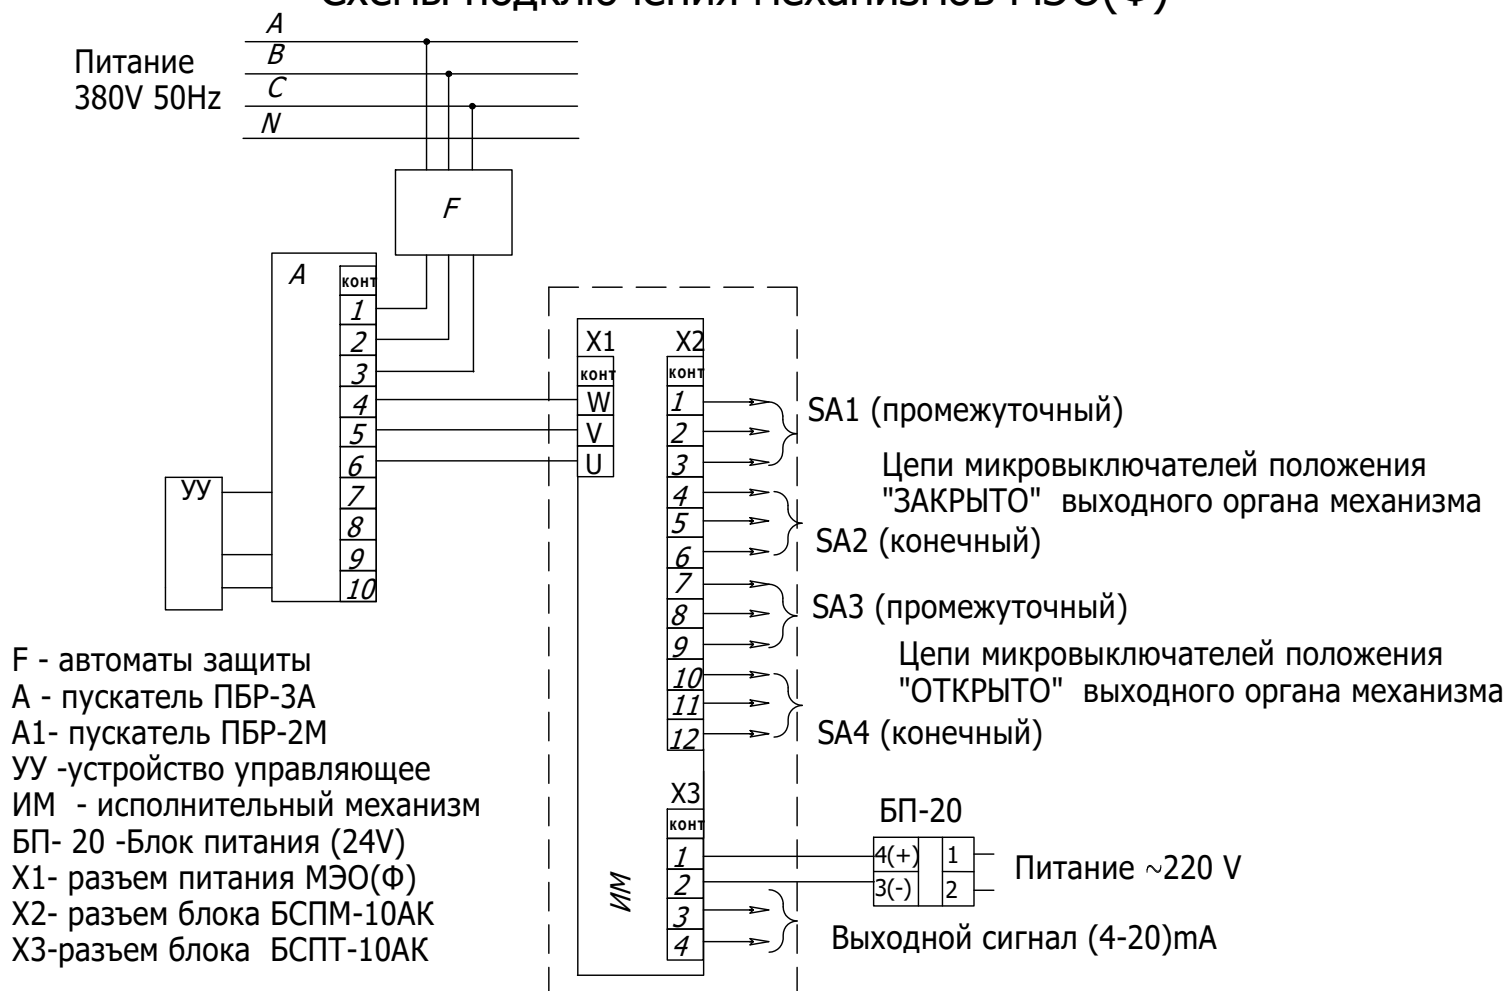 Схемы подключения механизмов МЭО(Ф)
Питание
380V 50Hz
A
B
C
N
F
A
конт
1
2
3
4
5
6
7
8
9
10
УУ
X1
конт
W
V
U
X2
конт
1
2
3
4
5
6
7
8
9
10
11
12
SA1 (промежуточный)
Цепи микровыключателей положения
"ЗАКРЫТО" выходного органа механизма
SA2 (конечный)
SA3 (промежуточный)
Цепи микровыключателей положения
"ОТКРЫТО" выходного органа механизма
SA4 (конечный)
X3
конт
1
2
3
4
ИМ
БП-20
4(+) 1
3(-) 2
Питание ~220 V
Выходной сигнал (4-20)mA
F - автоматы защиты
А - пускатель ПБР-3А
А1- пускатель ПБР-2М
УУ -устройство управляющее
ИМ - исполнительный механизм
БП- 20 -Блок питания (24V)
X1- разъем питания МЭО(Ф)
X2- разъем блока БСПМ-10АК
X3-разъем блока БСПТ-10АК